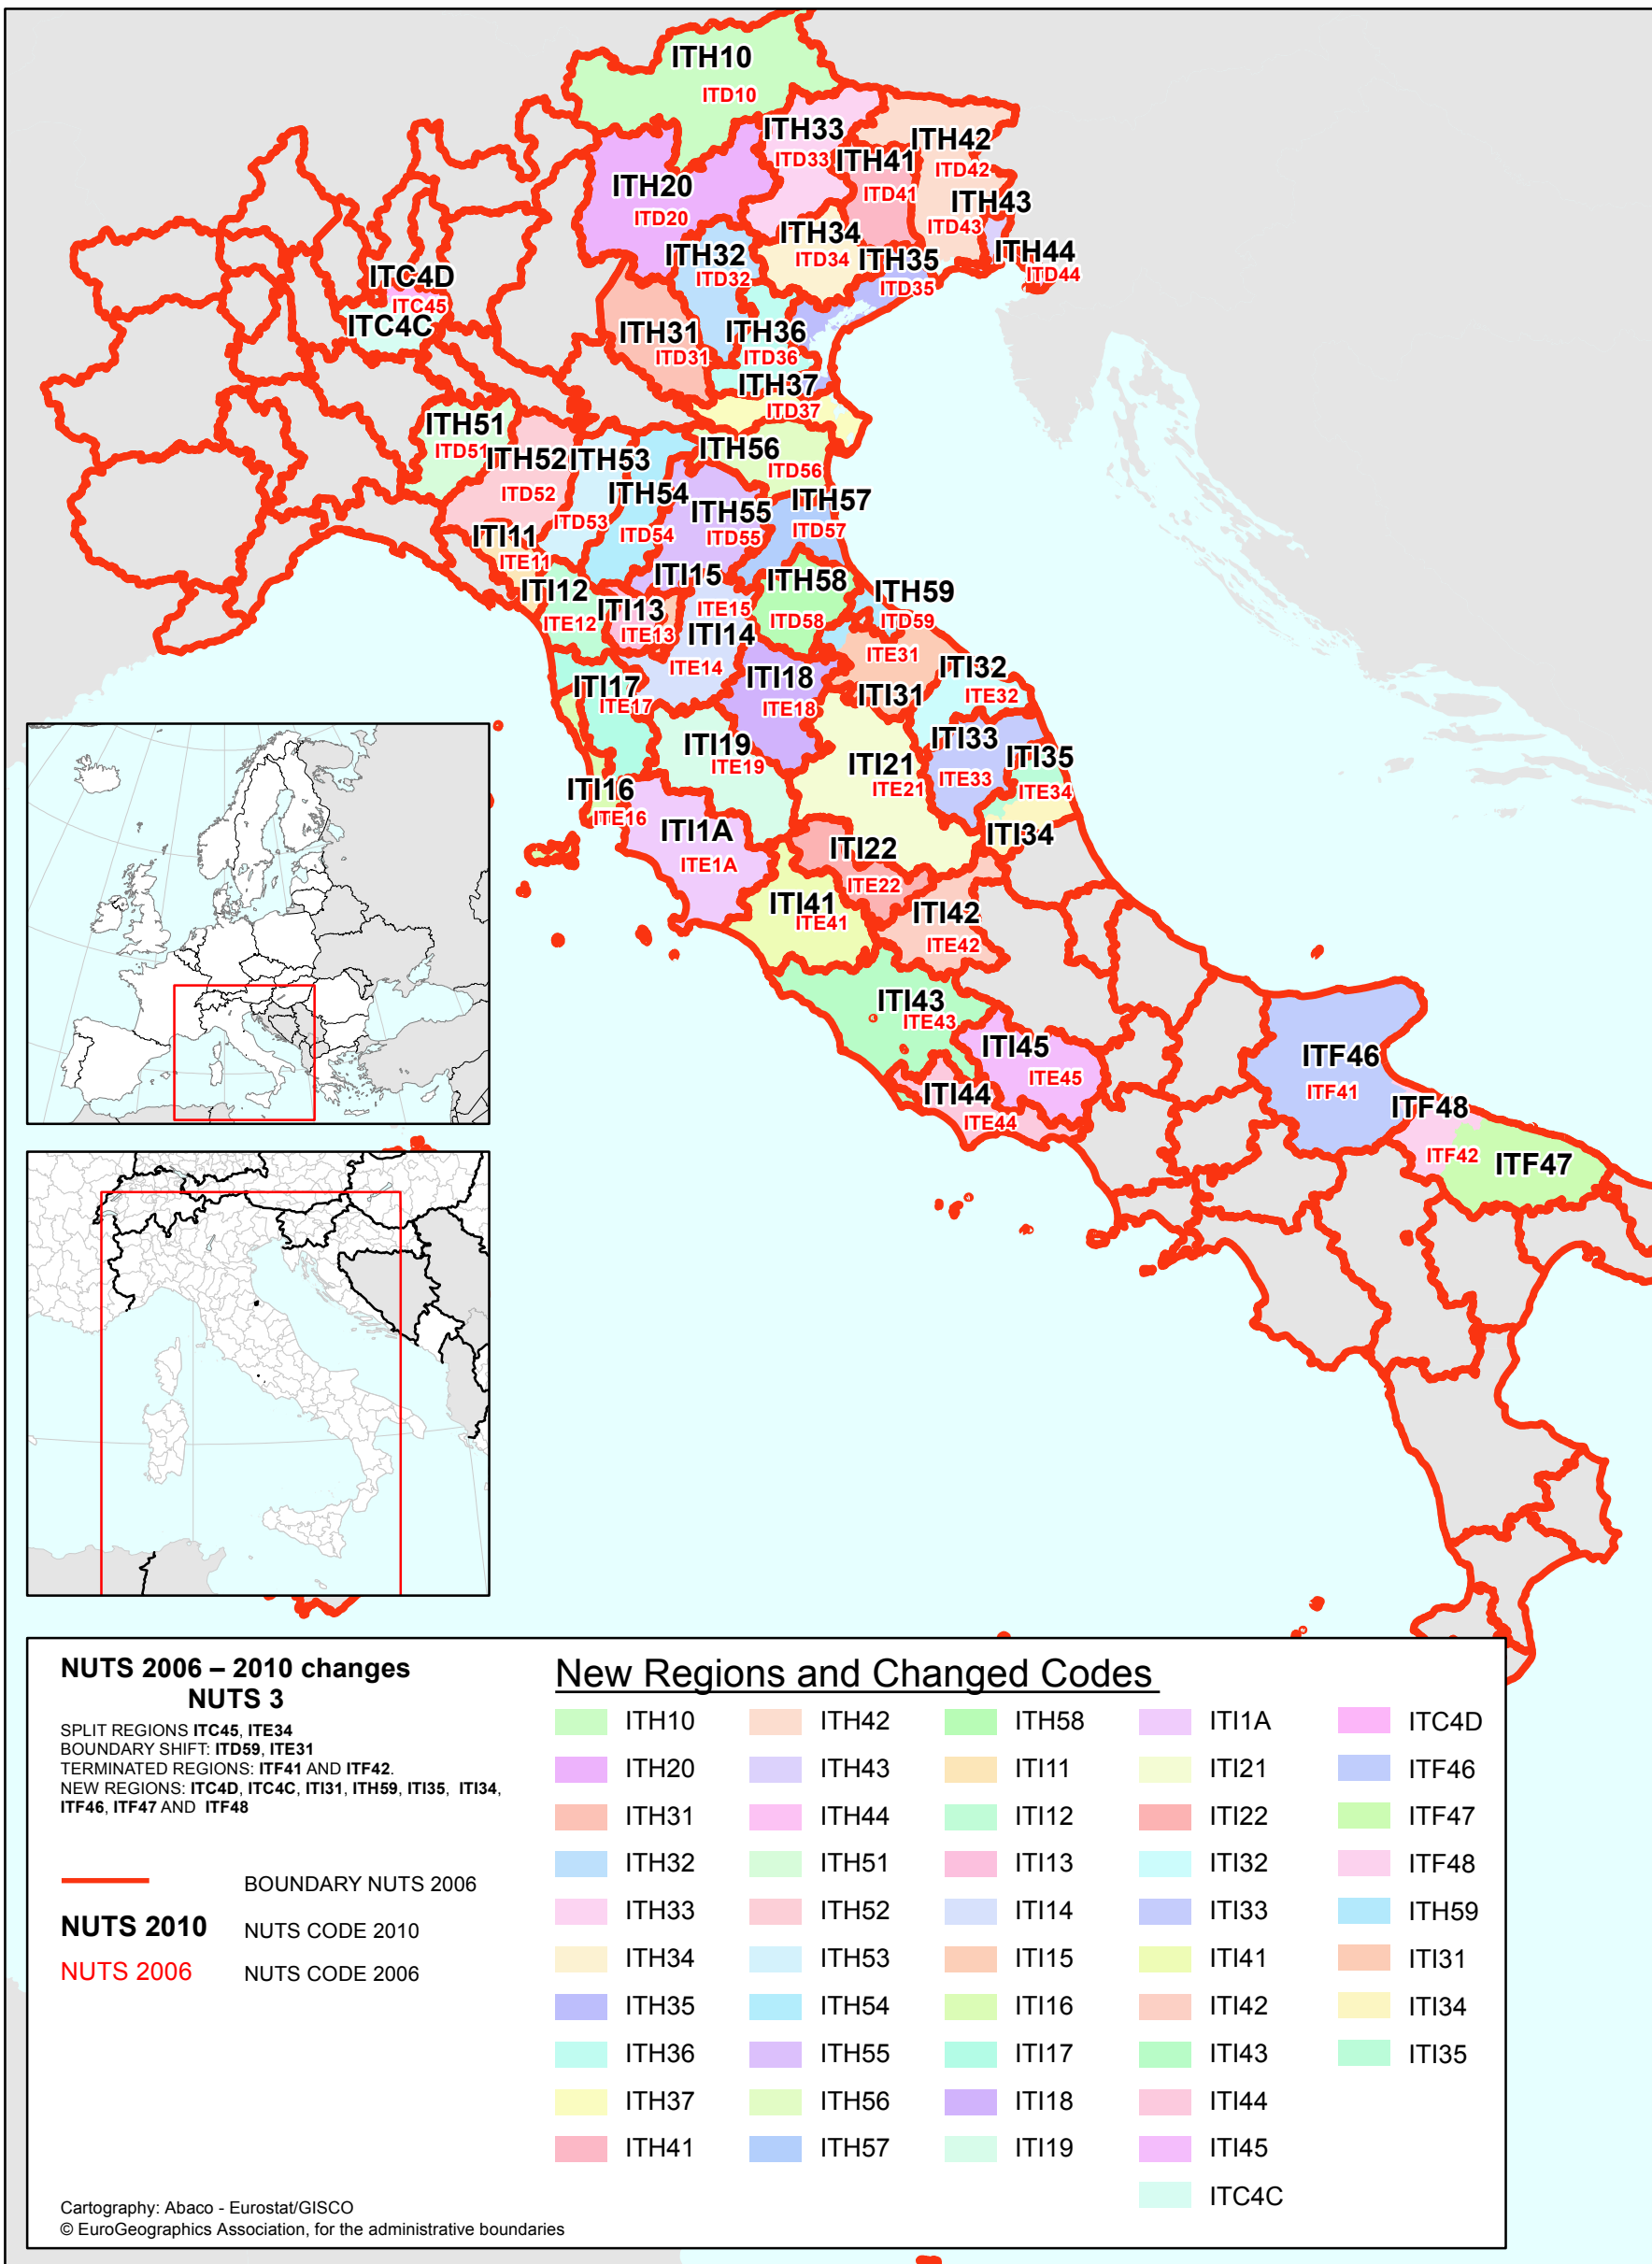 ITH10
ITD10
ITH33
ITD33
ITH41
ITD41
ITH42
ITD42
ITH20
ITD20
ITH43
ITD43
ITH34
ITD34
ITH32
ITD32
ITH35
ITD35
ITH44
ITD44
ITC4D
ITC45
ITC4C
ITH31
ITD31
ITH36
ITD36
ITH37
ITD37
ITH51
ITD51
ITH52
ITD52
ITH53
ITD53
ITH54
ITD54
ITH56
ITD56
ITH55
ITD55
ITH57
ITD57
ITI11
ITE11
ITI12
ITE12
ITI13
ITE13
ITI15
ITE15
ITH58
ITD58
ITH59
ITD59
ITI14
ITE14
ITE31
ITI31
ITI17
ITE17
ITI18
ITE18
ITI32
ITE32
ITI19
ITE19
ITI33
ITE33
ITI35
ITE34
ITI34
ITI21
ITE21
ITI16
ITE16
ITI1A
ITE1A
ITI22
ITE22
ITI41
ITE41
ITI42
ITE42
ITI43
ITE43
ITI45
ITE45
ITI44
ITE44
ITF46
ITF41
ITF48
ITF42
ITF47
NUTS 2006 – 2010 changes
NUTS 3
SPLIT REGIONS ITC45, ITE34
BOUNDARY SHIFT: ITD59, ITE31
TERMINATED REGIONS: ITF41 AND ITF42.
NEW REGIONS: ITC4D, ITC4C, ITI31, ITH59, ITI35, ITI34,
ITF46, ITF47 AND ITF48
BOUNDARY NUTS 2006
NUTS 2010 NUTS CODE 2010
NUTS 2006 NUTS CODE 2006
Cartography: Abaco - Eurostat/GISCO
© EuroGeographics Association, for the administrative boundaries
New Regions and Changed Codes
ITH10
ITH20
ITH31
ITH32
ITH33
ITH34
ITH35
ITH36
ITH37
ITH41
ITH42
ITH43
ITH44
ITH51
ITH52
ITH53
ITH54
ITH55
ITH56
ITH57
ITH58
ITI11
ITI12
ITI13
ITI14
ITI15
ITI16
ITI17
ITI18
ITI19
ITI1A
ITI21
ITI22
ITI32
ITI33
ITI41
ITI42
ITI43
ITI44
ITI45
ITC4C
ITC4D
ITF46
ITF47
ITF48
ITH59
ITI31
ITI34
ITI35